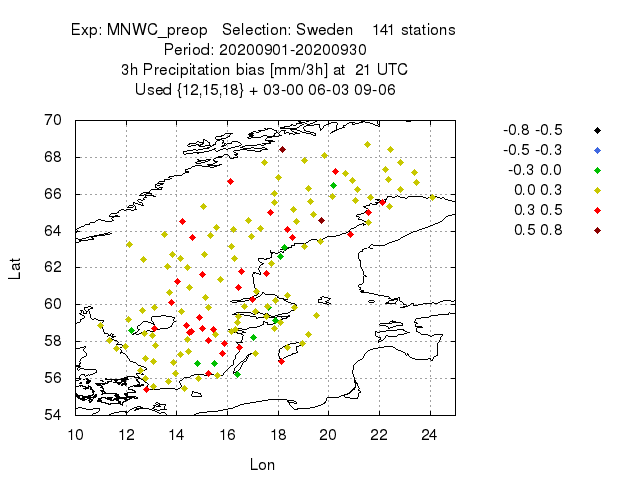 Exp: MNWC_preop   Selection: Sweden    141 stations
Period: 20200901-20200930
3h Precipitation bias [mm/3h] at  21 UTC
Used {12,15,18} + 03-00 06-03 09-06
70
68
66
64
62
60
58
56
54
Lat
10 12 14 16 18 20 22 24
Lon
-0.8 -0.5
-0.5 -0.3
-0.3 0.0
0.0 0.3
0.3 0.5
0.5 0.8